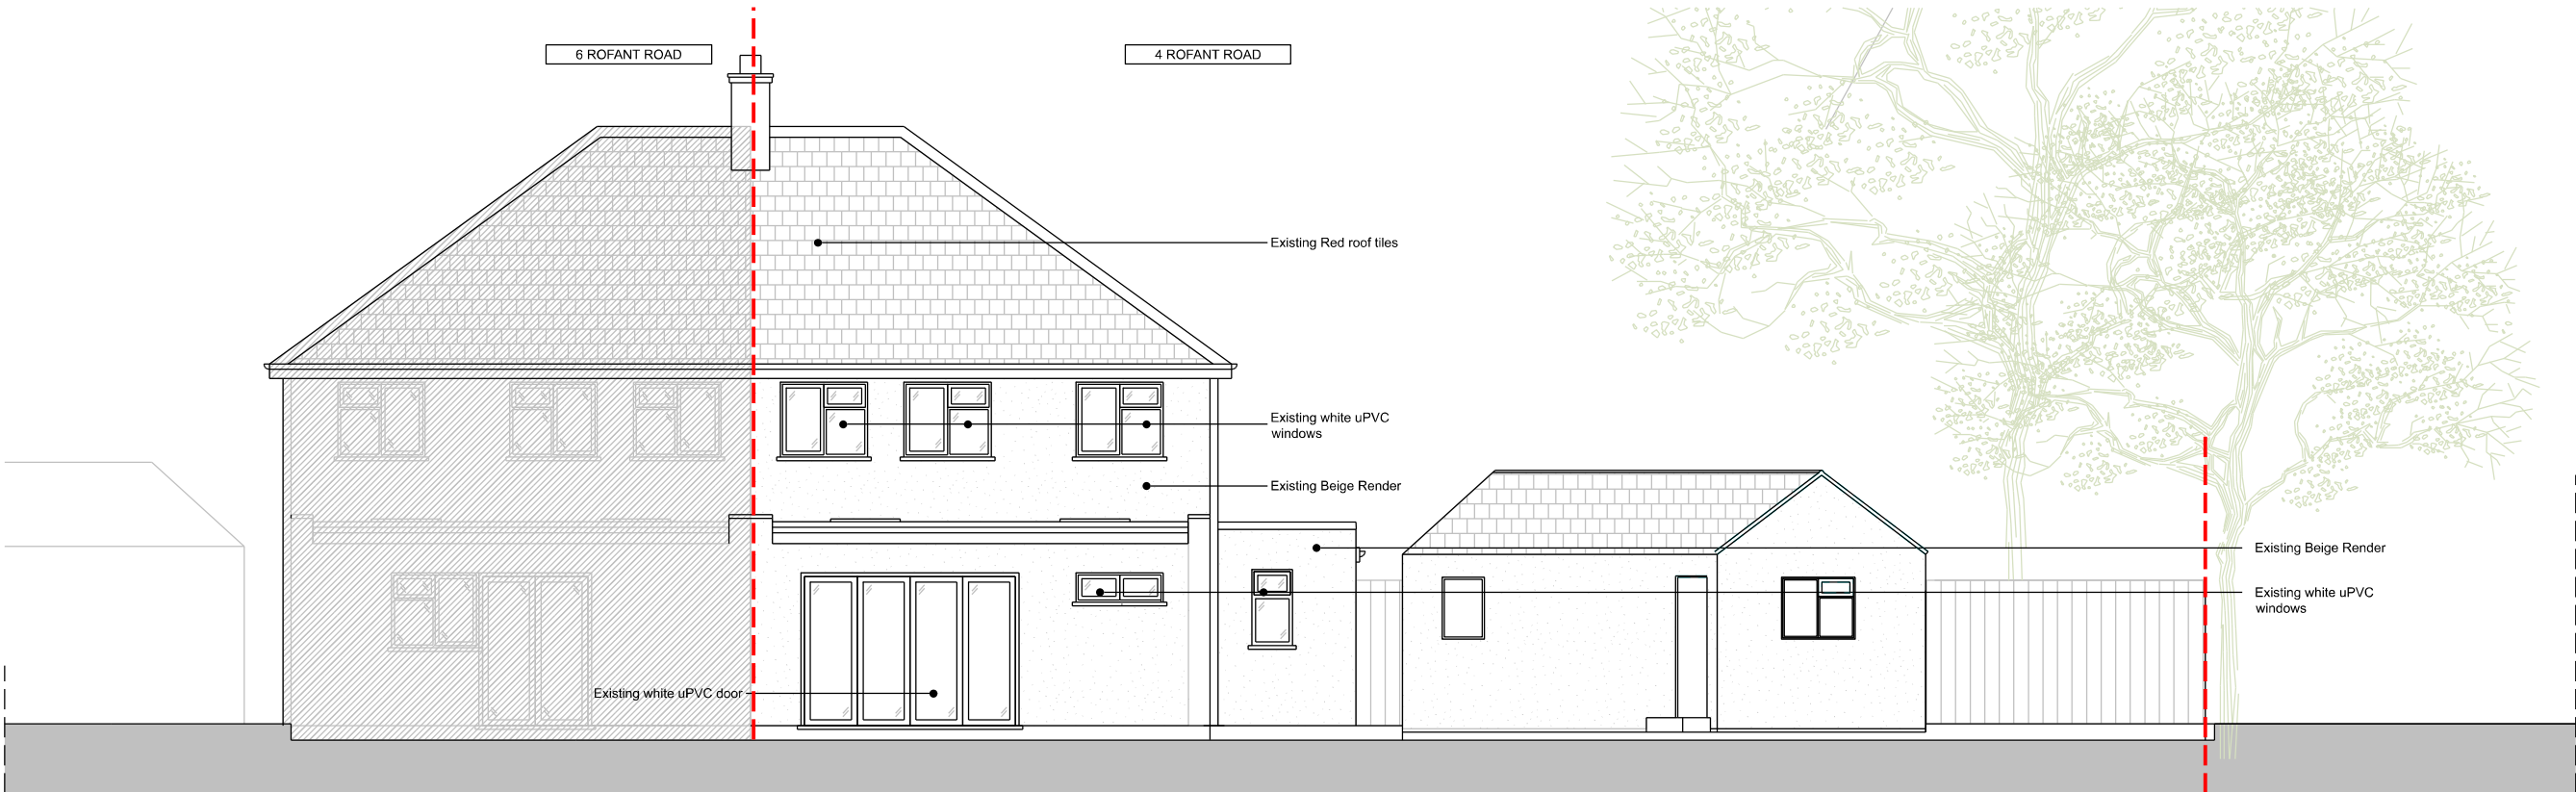 6 ROFANT ROAD
4 ROFANT ROAD
Existing Red roof tiles
Existing white uPVC
windows
Existing Beige Render
Existing Beige Render
Existing white uPVC
windows
Existing white uPVC door